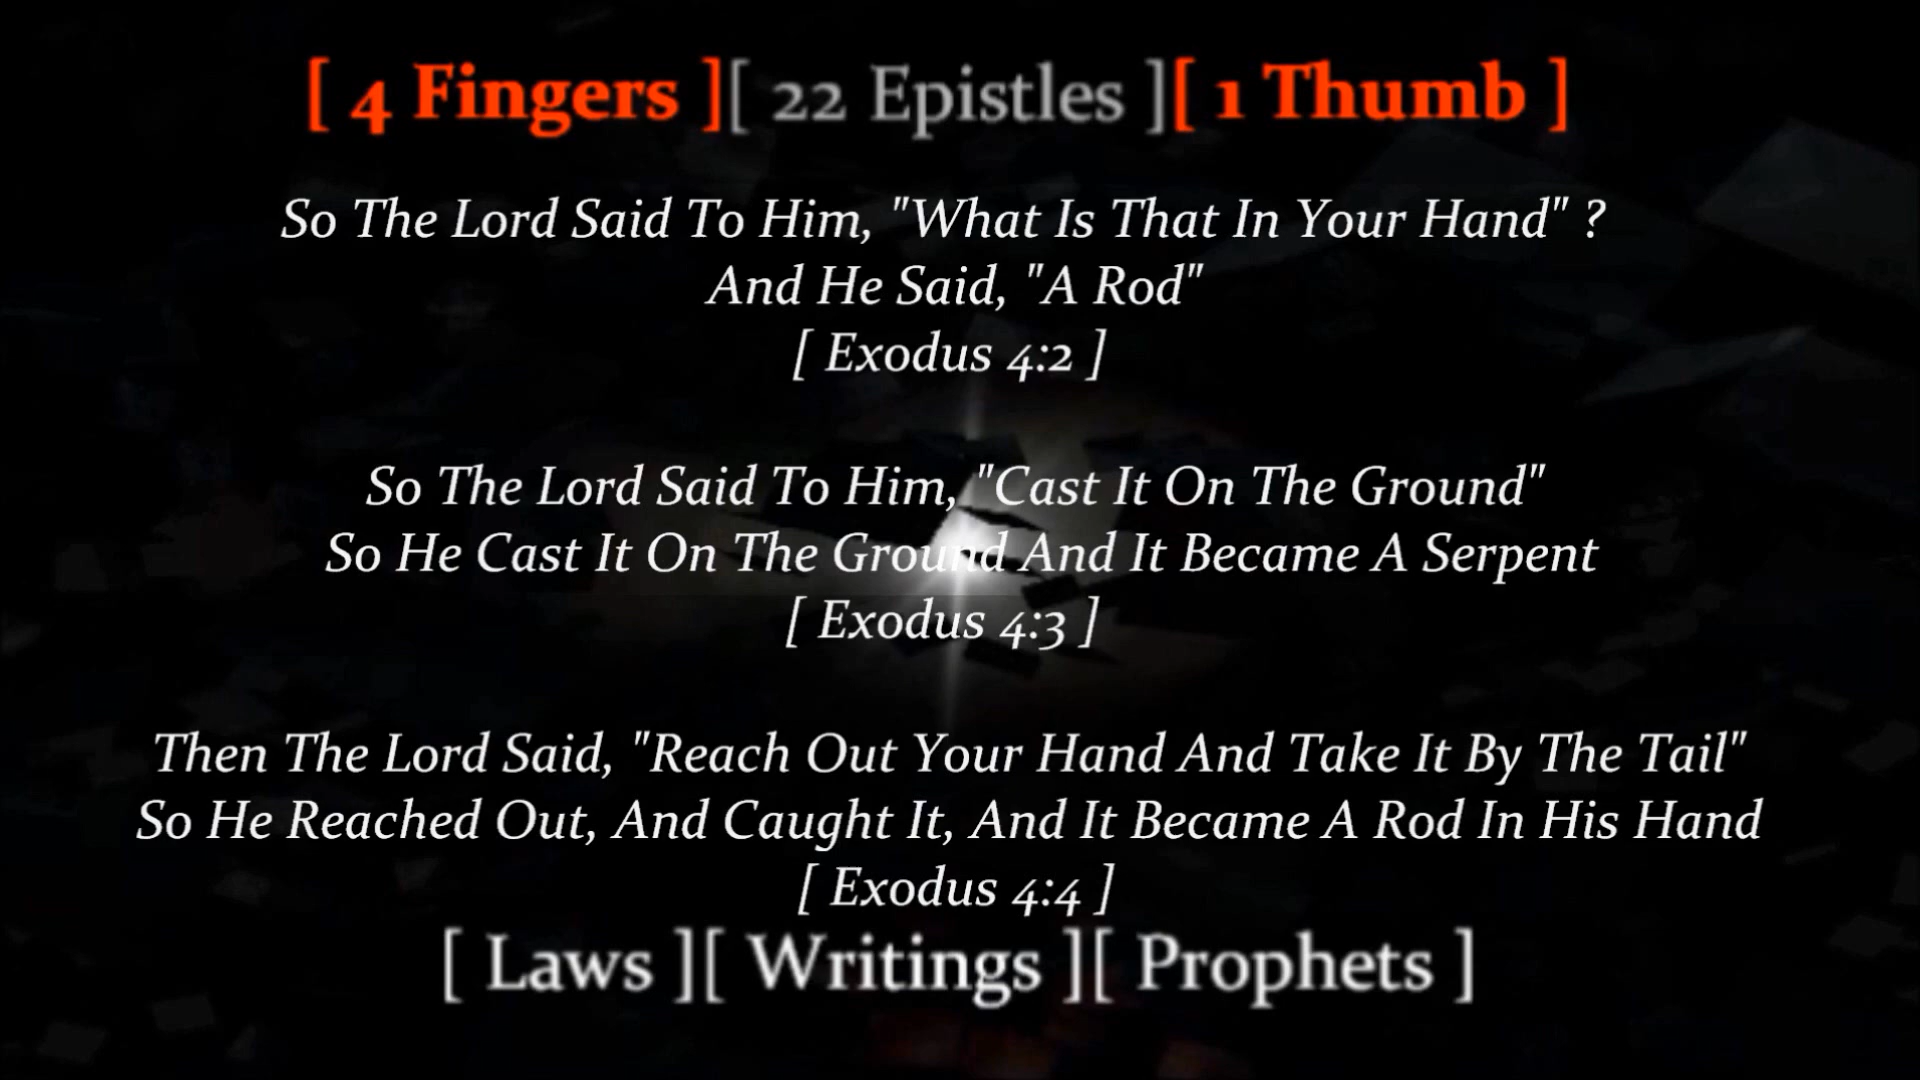 [ 4 Fingers ][ 22 Epistles ][ 1 Thumb ]
So The Lord Said To Him, "What Is That In Your Hand" ?
And He Said, "A Rod"
[ Exodus 4:2 ]
So The Lord Said To Him, "Cast It On The Ground"
So He Cast It On The Ground And It Became A Serpent
[ Exodus 4:3 ]
Then The Lord Said, "Reach Out Your Hand And Take It By The Tail"
So He Reached Out, And Caught It, And It Became A Rod In His Hand
[ Exodus 4:4 ]
[ Laws ][ Writings ][ Prophets ]